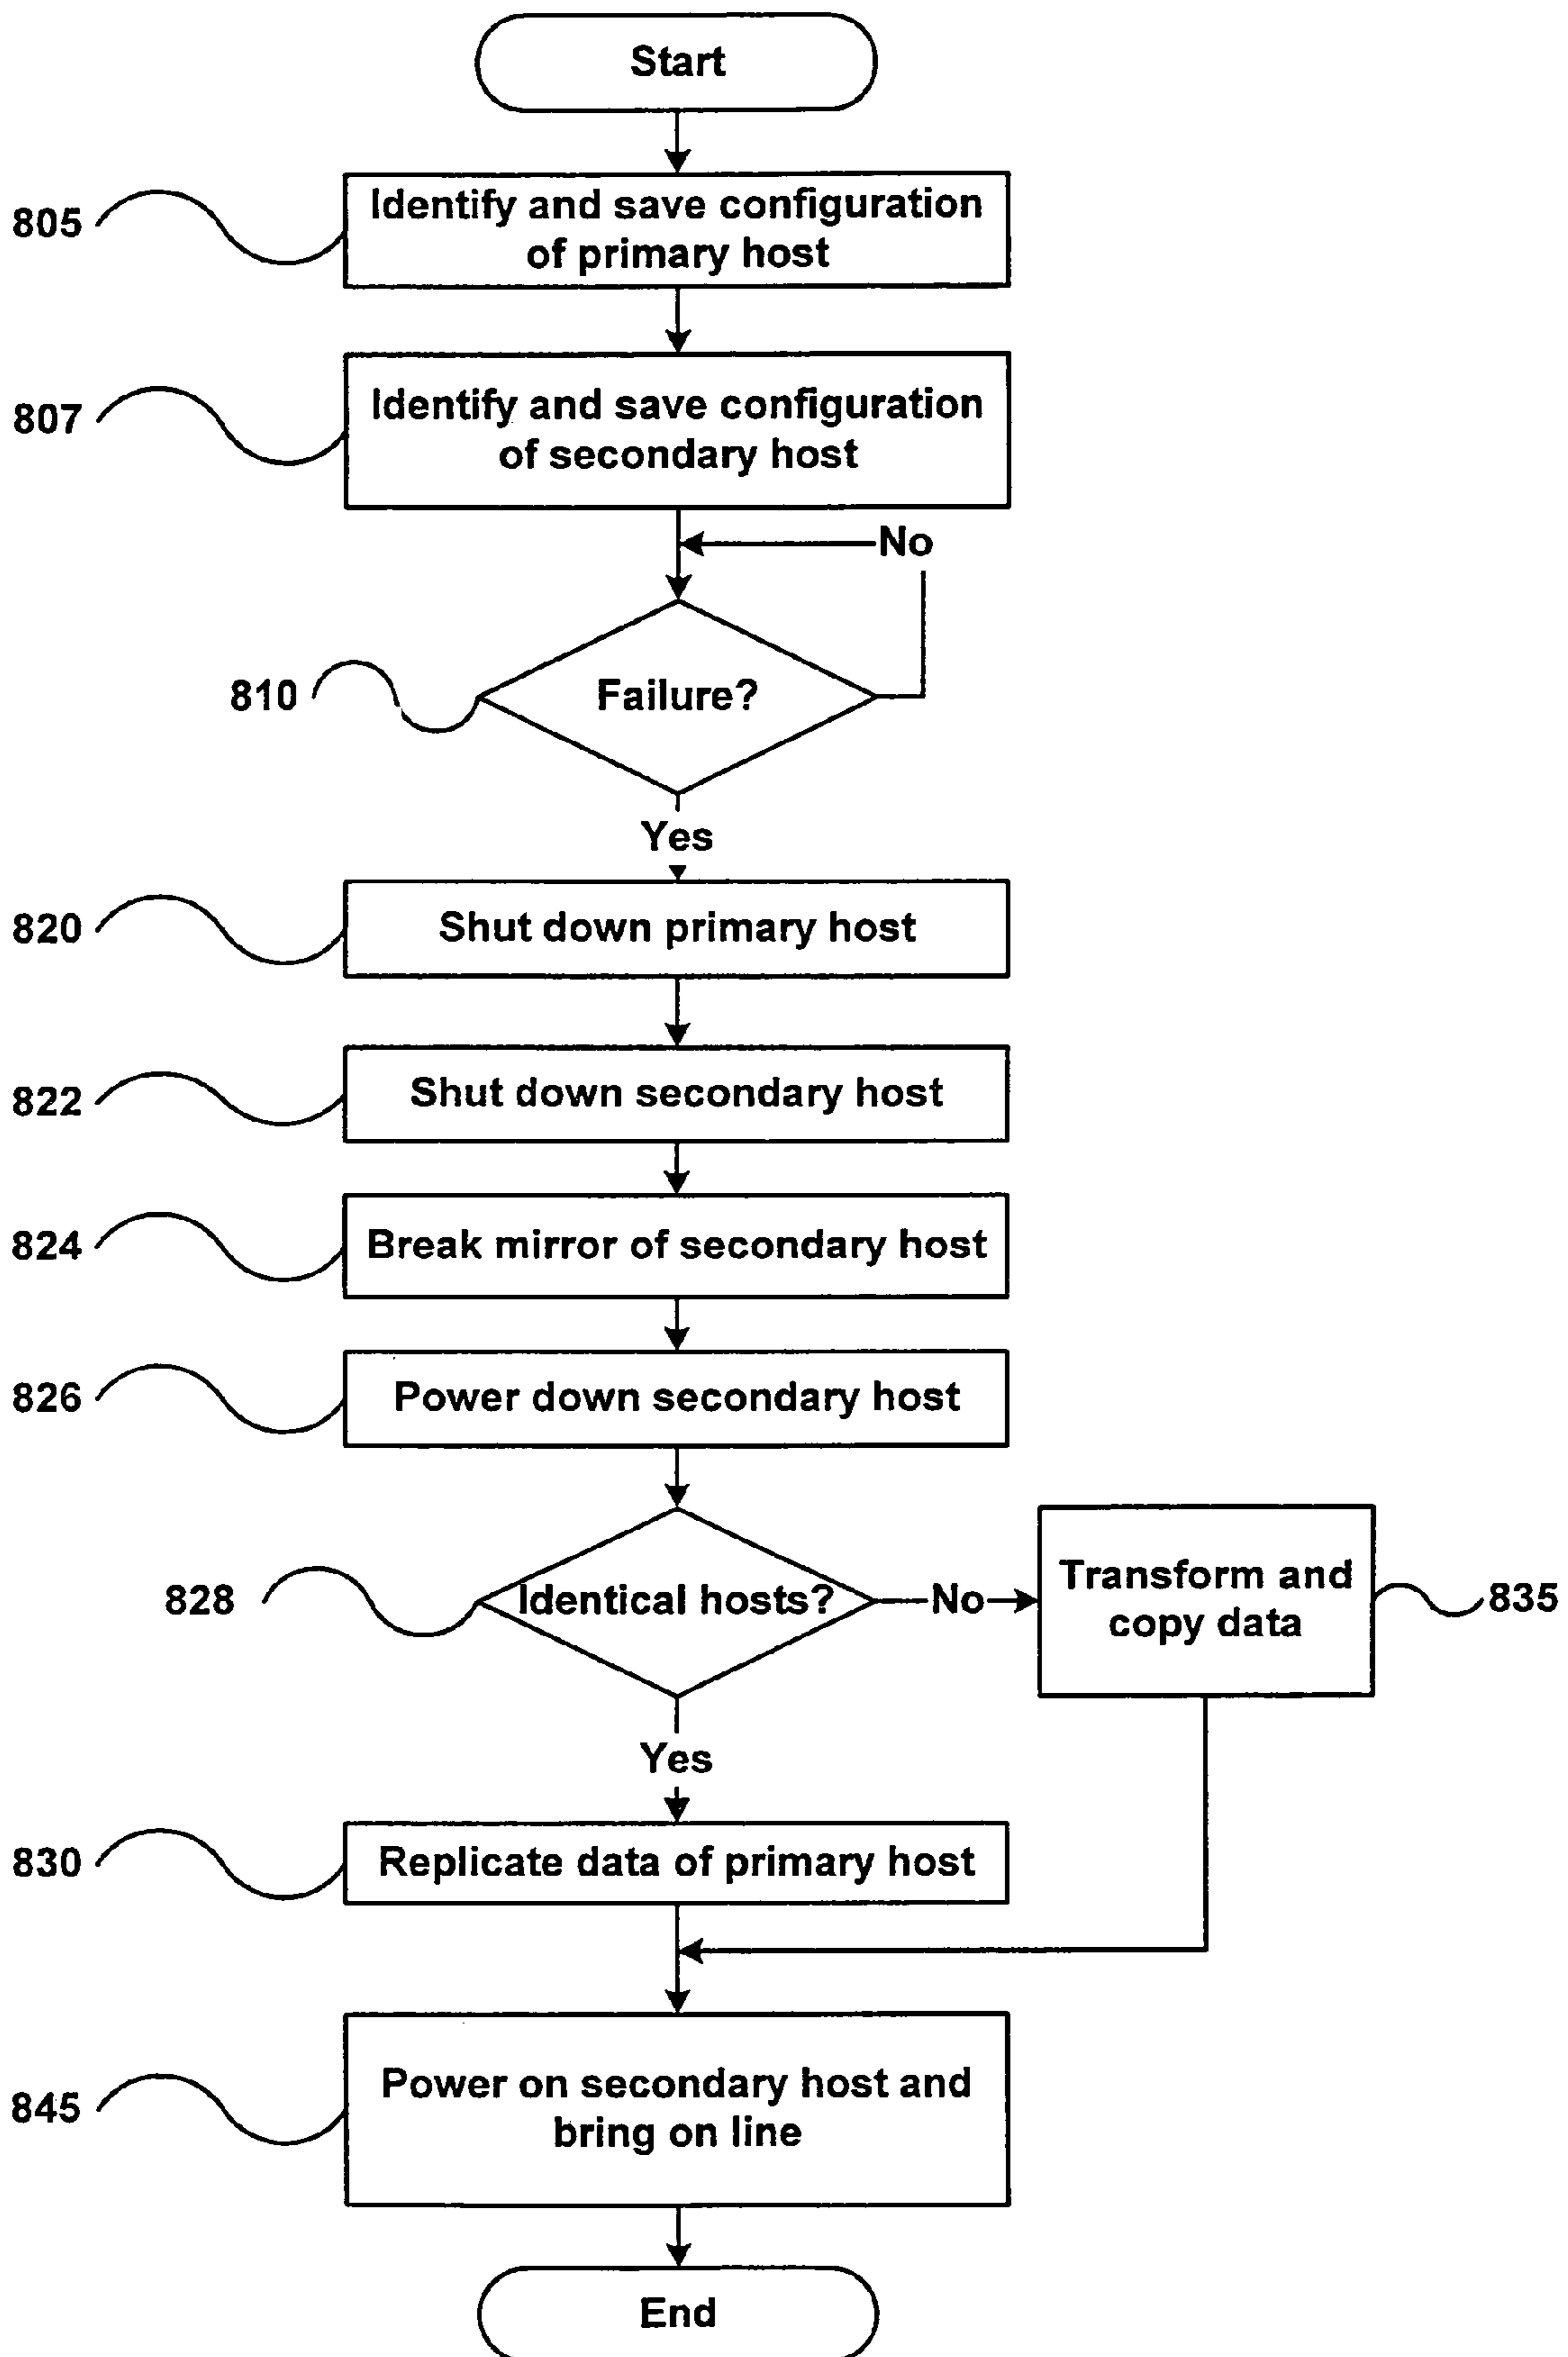 Start
805
Identify and save configuration
of primary host
807
Identify and save configuration
of secondary host
No
810
Failure?
Yes
820
Shut down primary host
822
Shut down secondary host
824
Break mirror of secondary host
826
Power down secondary host
828
Identical hosts?
No
Transform and
copy data
835
Yes
830
Replicate data of primary host
845
Power on secondary host and
bring on line
End